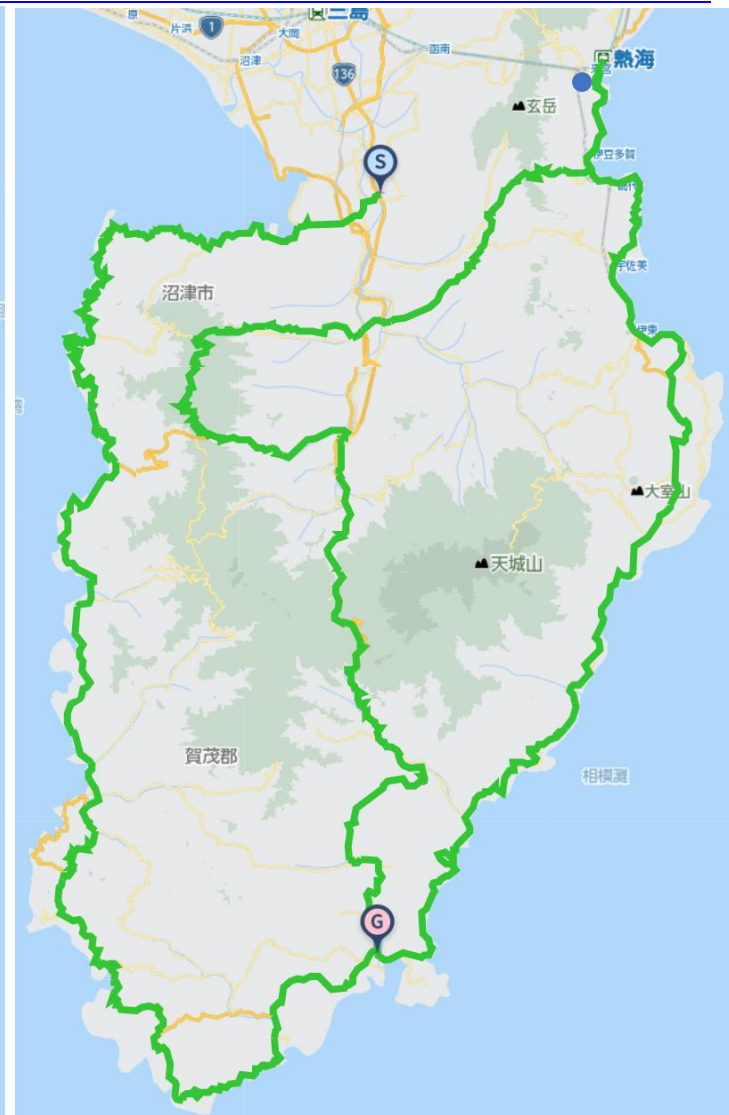 原
片浜
1
三島
大岡
沼津
函南
136
熱海
玄岳
S
伊豆多賀
網代
宇佐美
沼津市
伊東
大室山
天城山
賀茂郡
相模灘
G